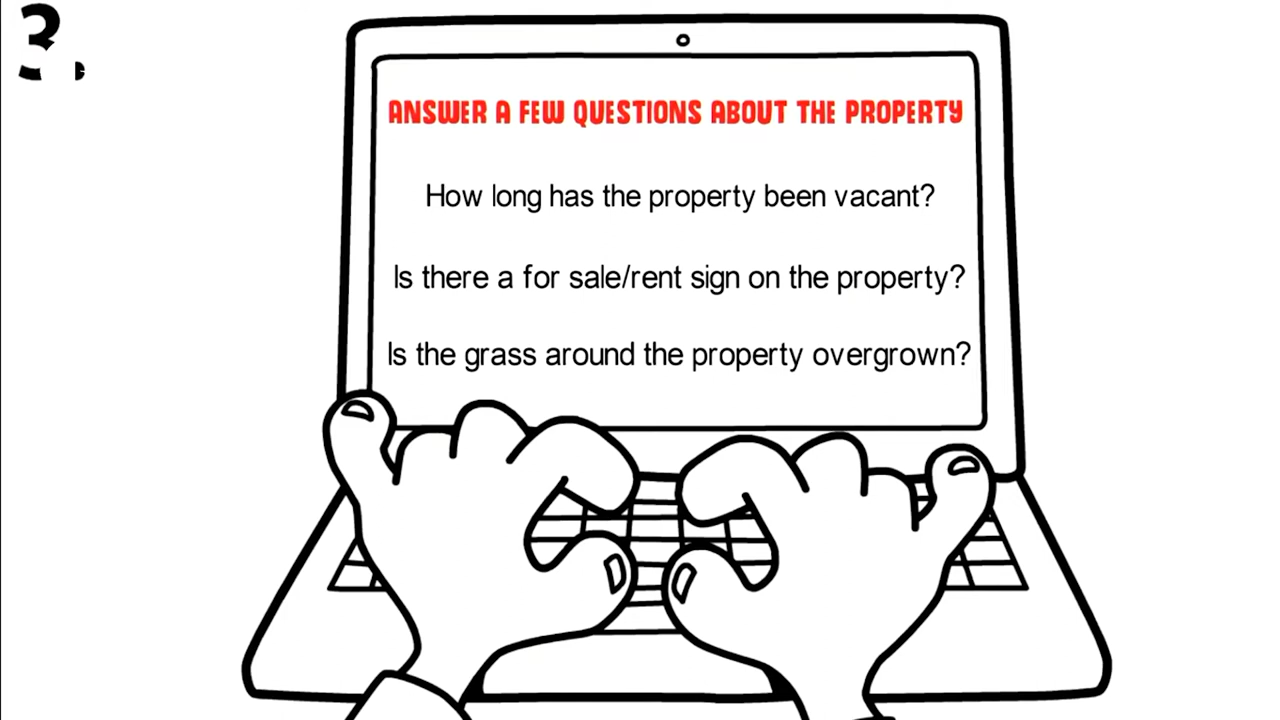 3.
ANSWER A FEW QUESTIONS ABOUT THE PROPERTY
How long has the property been vacant?
Is there a for sale/rent sign on the property?
Is the grass around the property overgrown?